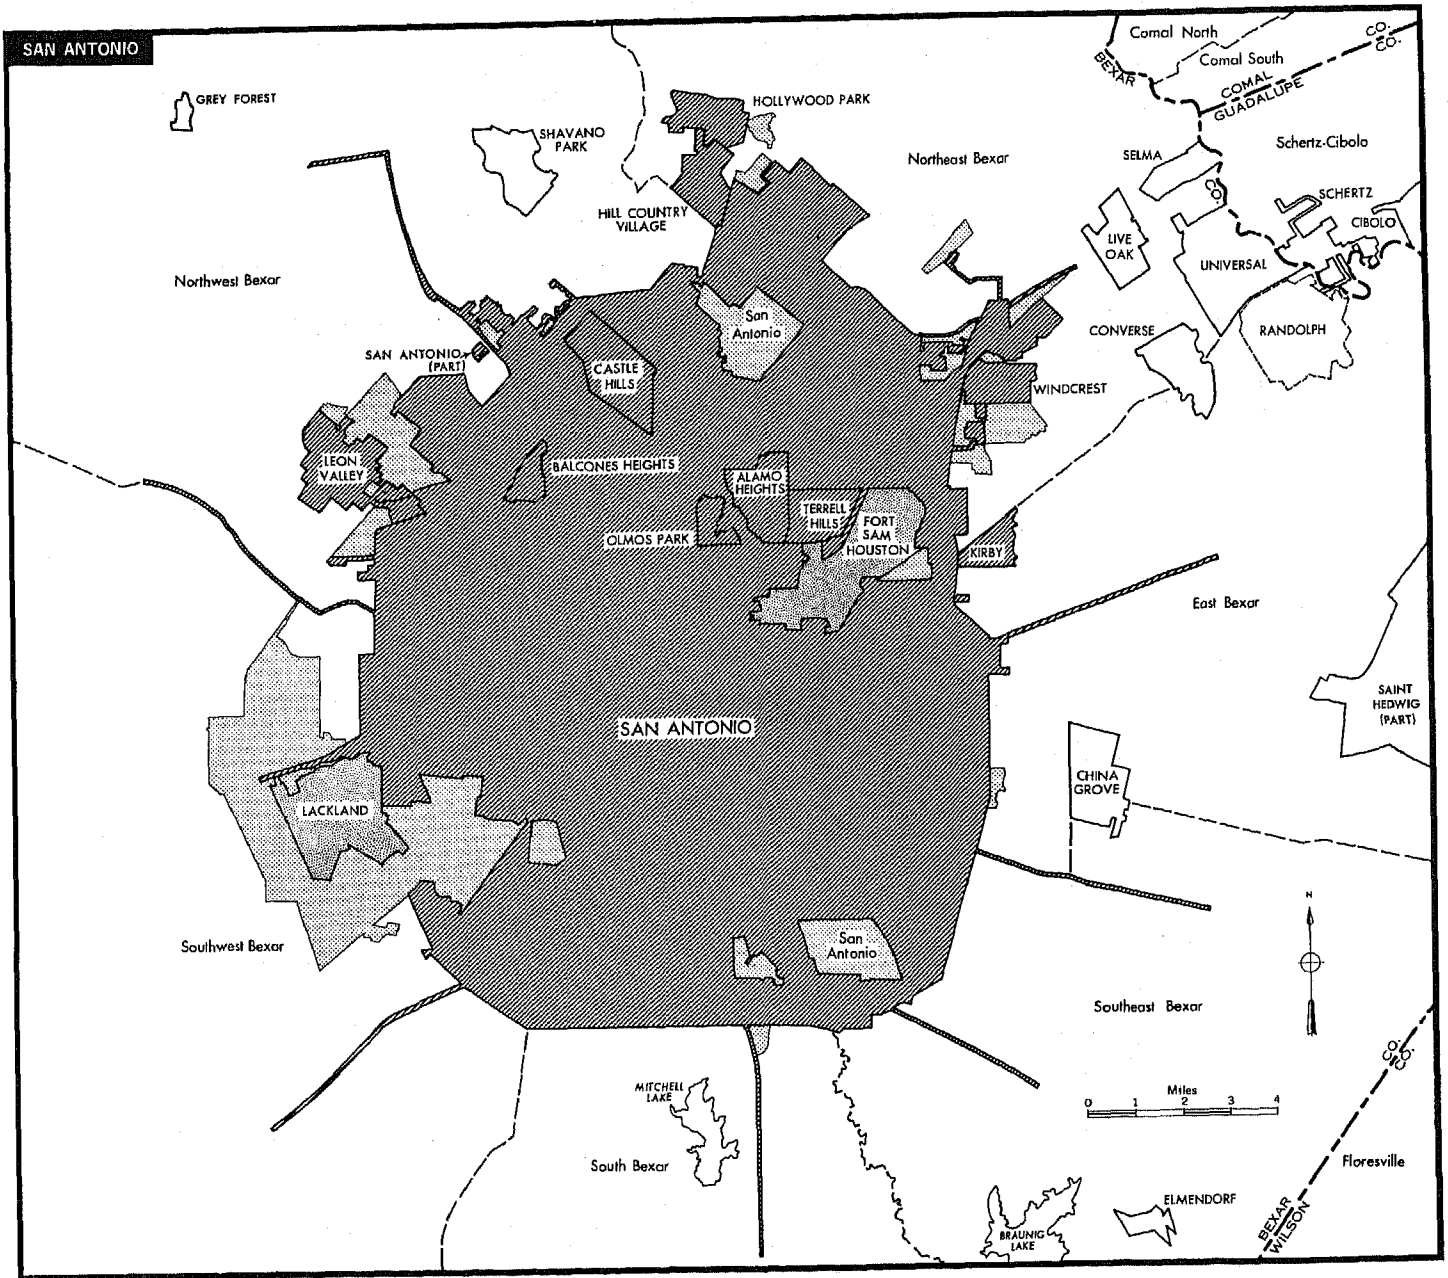 SAN ANTONIO
Comal North
CO.
CO.
BEXAR
Comal South
COMAL
GUADALUPE
GREY FOREST
HOLLYWOOD PARK
SHAVANO
PARK
Northeast Bexar
SELMA
Schertz-Cibolo
CO.
SCHERTZ
HILL COUNTRY
VILLAGE
CIBOLO
LIVE
OAK
UNIVERSAL
Northwest Bexar
San
Antonio
CONVERSE
RANDOLPH
SAN ANTONIO
(PART)
CASTLE
HILLS
WINDCREST
LEON
VALLEY
BALCONES HEIGHTS
ALAMO
HEIGHTS
TERRELL
HILLS
FORT
SAM
HOUSTON
OLMOS PARK
KIRBY
East Bexar
SAINT
HEDWIG
(PART)
SAN ANTONIO
CHINA
GROVE
LACKLAND
N
Southwest Bexar
San
Antonio
Southeast Bexar
CO.
CO.
MITCHELL
LAKE
Miles
0 1 2 3 4
South Bexar
Floresville
ELMENDORF
BRAUNIG
LAKE
BEXAR
WILSON